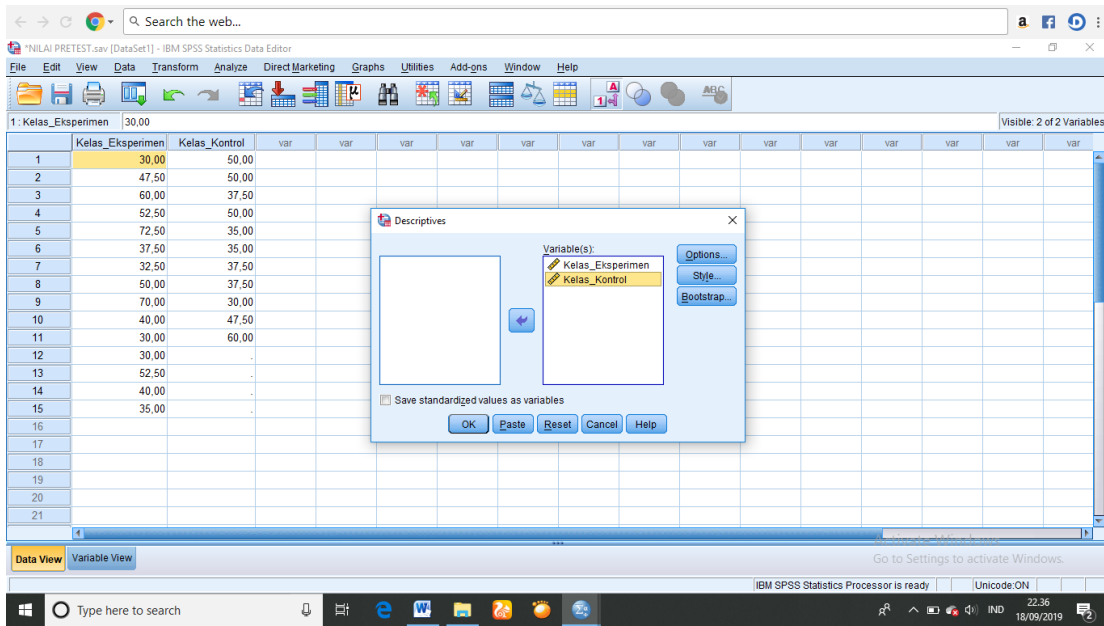 Search the web...
*NILAI PRETEST.sav [DataSet1] - IBM SPSS Statistics Data Editor
File Edit View Data Transform Analyze Direct Marketing Graphs Utilities Add-ons Window Help
1 : Kelas_Eksperimen 30,00 Visible: 2 of 2 Variables
Kelas_Eksperimen Kelas_Kontrol var var var var var var var var var var var var var var
1 30,00 50,00
2 47,50 50,00
3 60,00 37,50
4 52,50 50,00
5 72,50 35,00
6 37,50 35,00
7 32,50 37,50
8 50,00 37,50
9 70,00 30,00
10 40,00 47,50
11 30,00 60,00
12 30,00 .
13 52,50 .
14 40,00 .
15 35,00 .
16
17
18
19
20
21
Descriptives
Variable(s):
Kelas_Eksperimen
Kelas_Kontrol
Options...
Style...
Bootstrap...
Save standardized values as variables
OK Paste Reset Cancel Help
Data View Variable View
Go to Settings to activate Windows.
IBM SPSS Statistics Processor is ready Unicode:ON
Type here to search
IND
22.36
18/09/2019